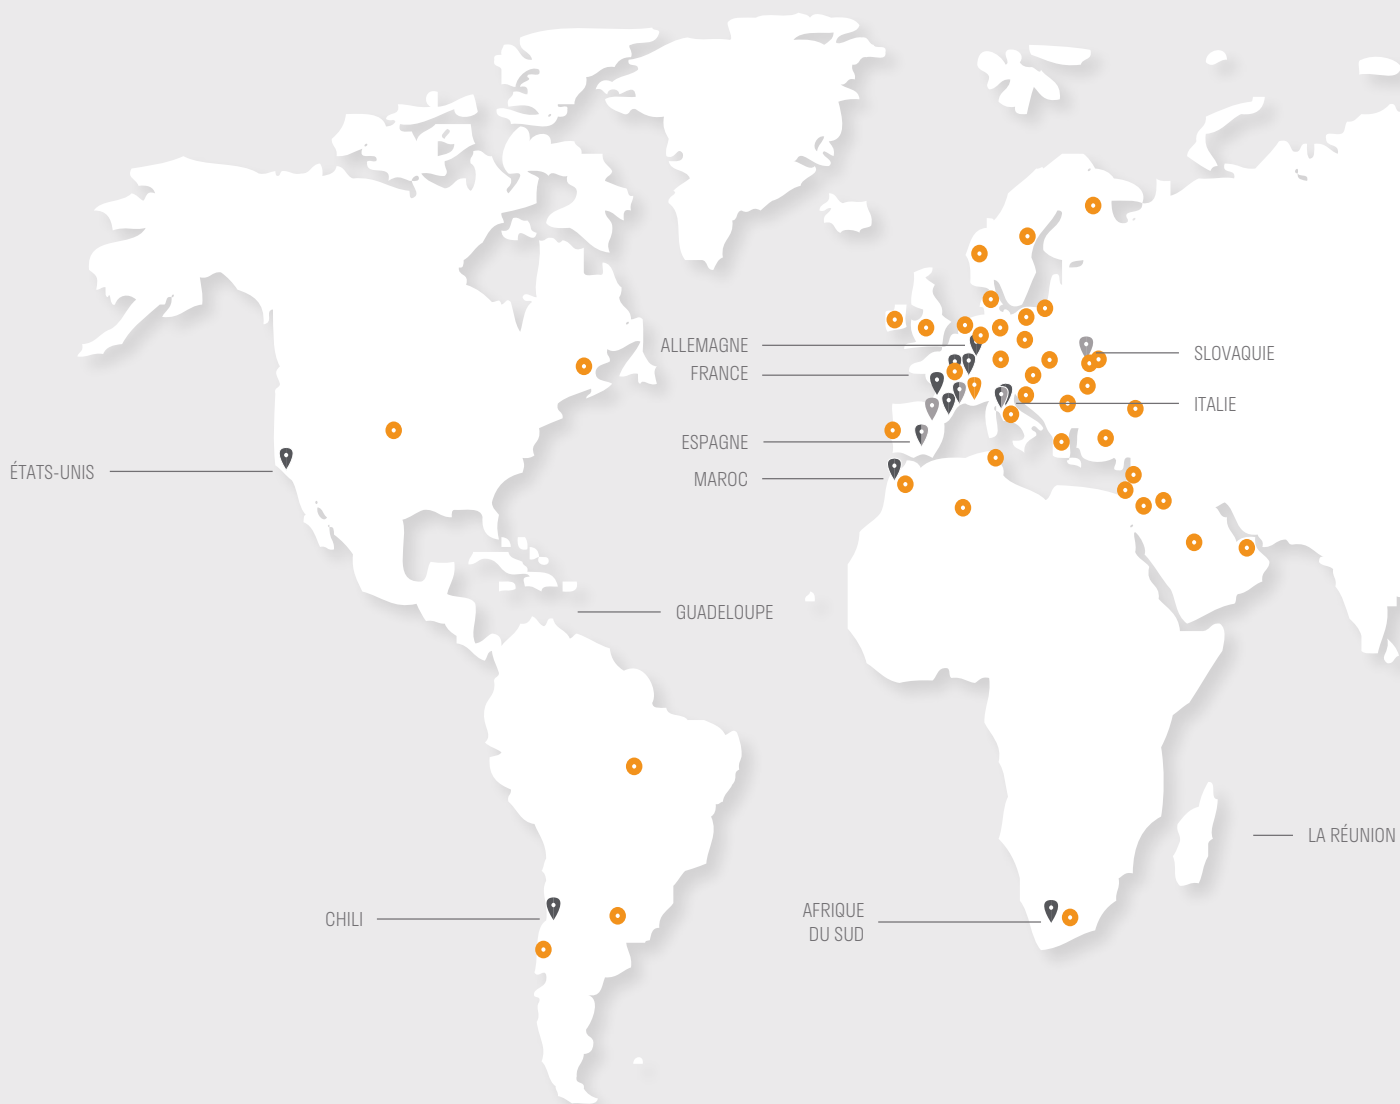 ALLEMAGNE
SLOVAQUIE
FRANCE
ITALIE
ESPAGNE
ÉTATS-UNIS
MAROC
GUADELOUPE
LA RÉUNION
CHILI
AFRIQUE
DU SUD